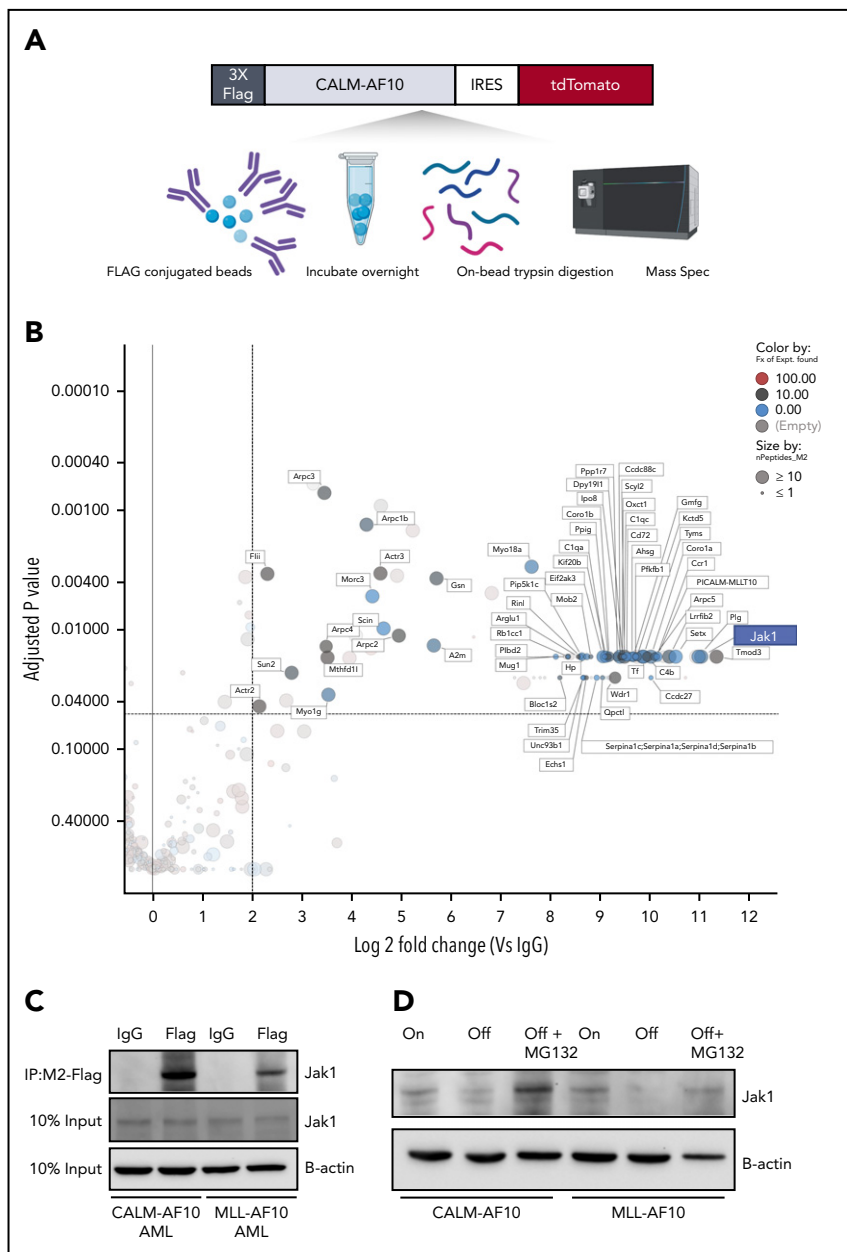 A
3X
Flag
CALM-AF10
IRES
tdTomato
FLAG conjugated beads
Incubate overnight
On-bead trypsin digestion
Mass Spec
B
Color by:
Fx of Expt. found
100.00
10.00
0.00
(Empty)
Size by:
nPeptides_M2
≥ 10
≤ 1
Adjusted P value
0.00010
0.00040
0.00100
0.00400
0.01000
0.04000
0.10000
0.40000
Arpc3
Arpc1b
Flii
Actr3
Morc3
Gsn
Scin
Arpc4
Arpc2
A2m
Sun2
Mthfd1l
Actr2
Myo1g
Myo18a
Ppp1r7
Dpy19l1
Ipo8
Coro1b
Ppig
C1qa
Kif20b
Eif2ak3
Pip5k1c
Mob2
Rinl
Arglu1
Rb1cc1
Plbd2
Mug1
Hp
Ccdc88c
Scyl2
Oxct1
C1qc
Cd72
Ahsg
Pfkfb1
Gmfg
Kctd5
Tyms
Coro1a
Ccr1
PICALM-MLLT10
Arpc5
Lrrfib2
Plg
Setx
Jak1
Tmod3
Tf
C4b
Wdr1
Ccdc27
Bloc1s2
Qpctl
Trim35
Unc93b1
Serpina1c;Serpina1a;Serpina1d;Serpina1b
Echs1
0 1 2 3 4 5 6 7 8 9 10 11 12
Log 2 fold change (Vs IgG)
C
IgG Flag IgG Flag
IP:M2-Flag Jak1
10% Input Jak1
10% Input B-actin
CALM-AF10
AML
MLL-AF10
AML
D
On Off Off +
MG132
On Off Off+
MG132
Jak1
B-actin
CALM-AF10 MLL-AF10